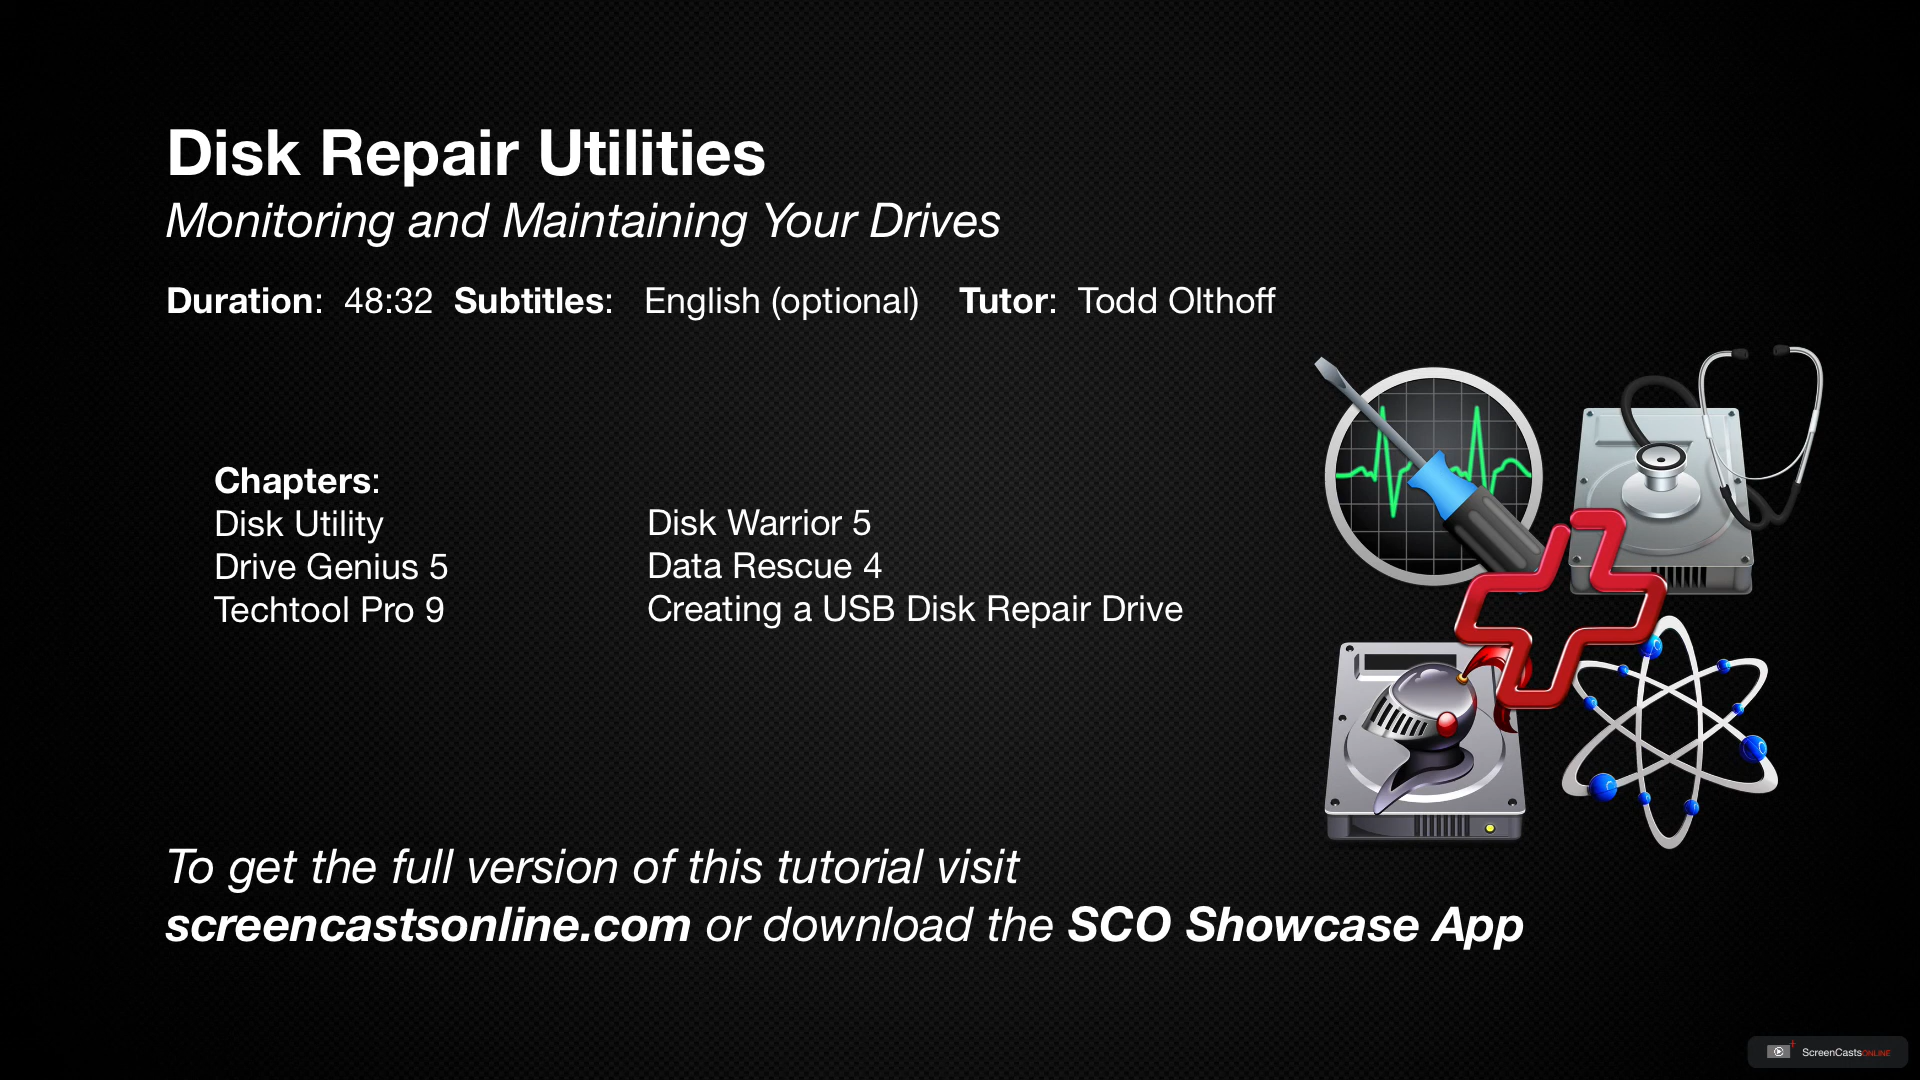 Disk Repair Utilities
Monitoring and Maintaining Your Drives
Duration: 48:32 Subtitles: English (optional) Tutor: Todd Olthoff
Chapters:
Disk Utility
Drive Genius 5
Techtool Pro 9
Disk Warrior 5
Data Rescue 4
Creating a USB Disk Repair Drive
To get the full version of this tutorial visit
screencastsonline.com or download the SCO Showcase App
ScreenCastsONLINE